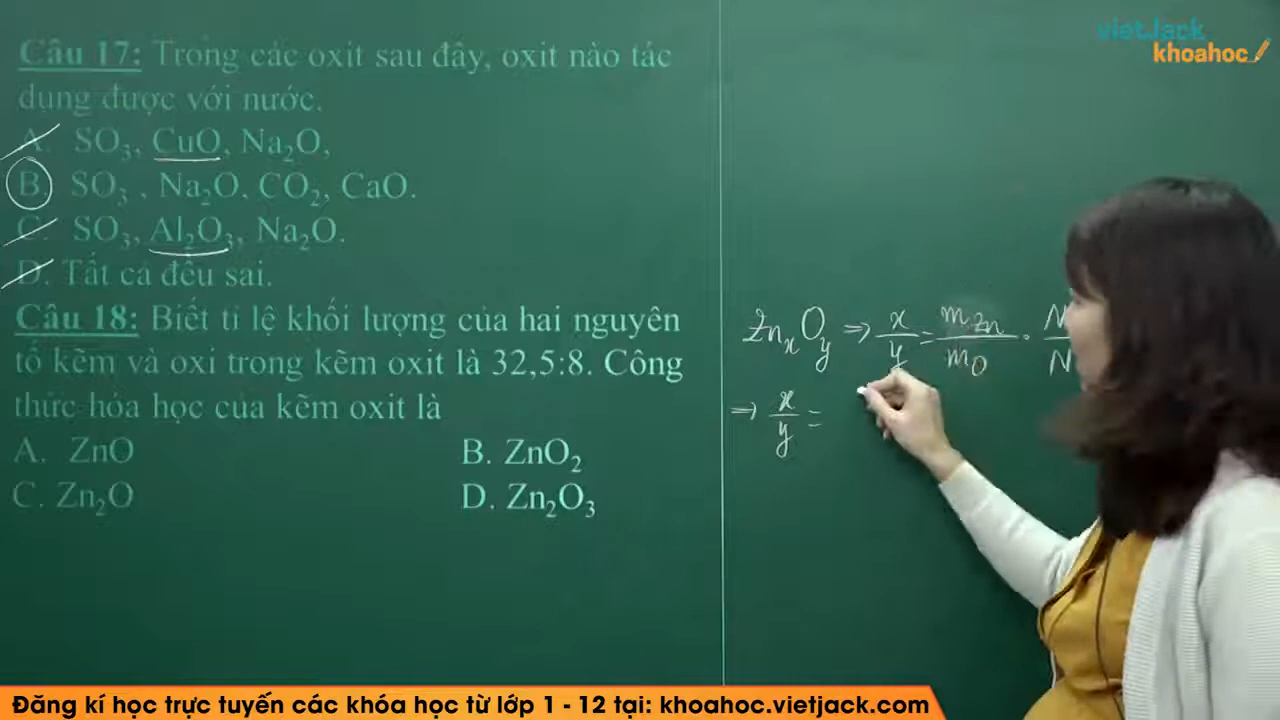 vietJack
khoahoc
Câu 17: Trong các oxit sau đây, oxit nào tác
dụng được với nước.
A. SO₃, CuO, Na₂O,
B. SO₃ , Na₂O, CO₂, CaO.
C. SO₃, Al₂O₃, Na₂O.
D. Tất cả đều sai.
Câu 18: Biết tỉ lệ khối lượng của hai nguyên
tố kẽm và oxi trong kẽm oxit là 32,5:8. Công
thức hóa học của kẽm oxit là
A. ZnO
B. ZnO₂
C. Zn₂O
D. Zn₂O₃
ZnₓOᵧ ⇒ x/y = m_Zn/m_O .
⇒ x/y =
Đăng kí học trực tuyến các khóa học từ lớp 1 - 12 tại: khoahoc.vietjack.com